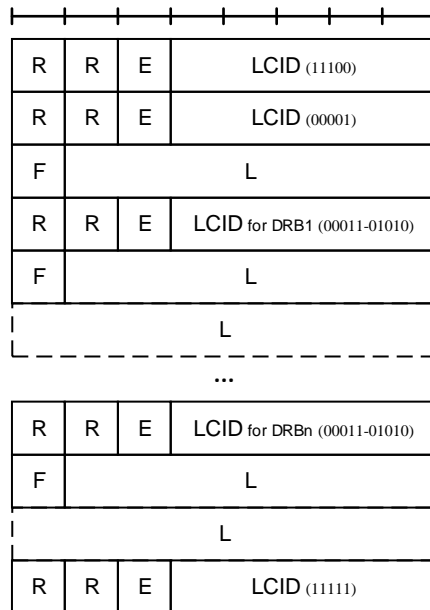 R R E LCID (11100)
R R E LCID (00001)
F L
R R E LCID for DRB1 (00011-01010)
F L
L
...
R R E LCID for DRBn (00011-01010)
F L
L
R R E LCID (11111)